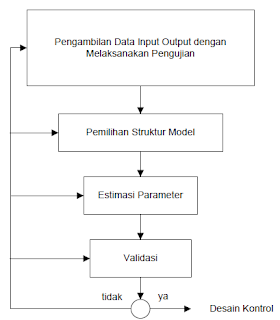 Pengambilan Data Input Output dengan
Melaksanakan Pengujian
Pemilihan Struktur Model
Estimasi Parameter
Validasi
tidak
ya
Desain Kontrol